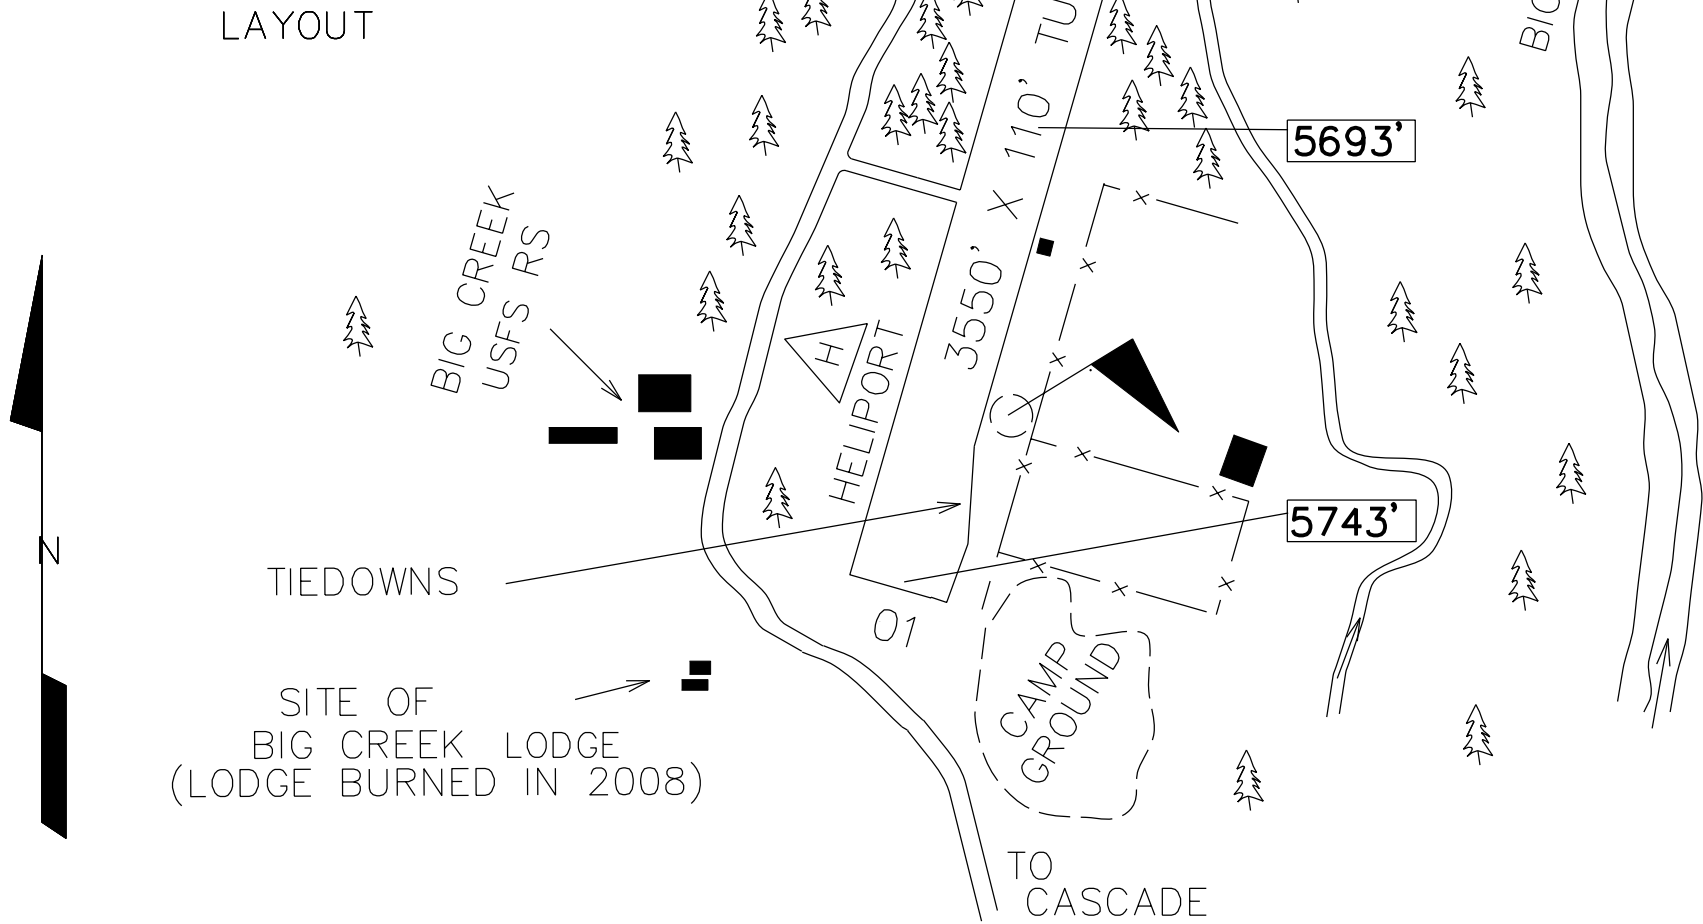 LAYOUT
5693'
3550' X 110' TU
BIG CREEK
USFS RS
H
HELIPORT
5743'
N
TIEDOWNS
01
CAMP
GROUND
SITE OF
BIG CREEK LODGE
(LODGE BURNED IN 2008)
TO
CASCADE